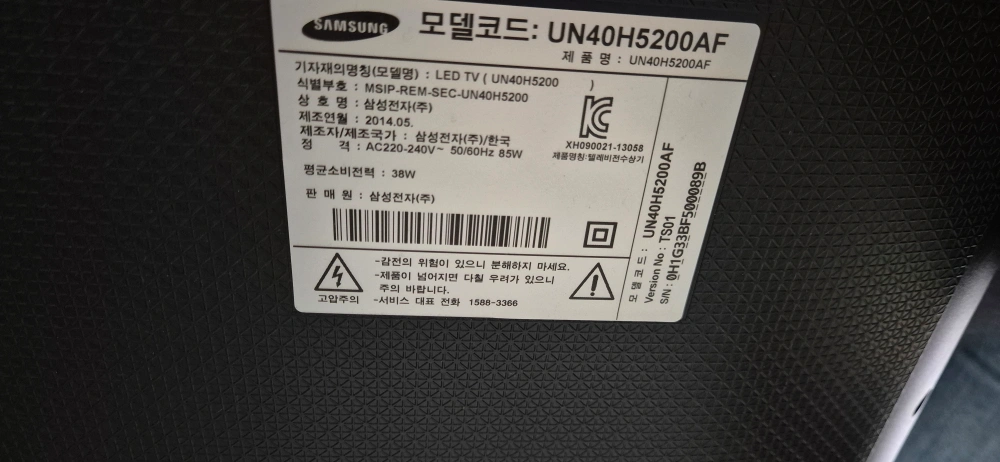 SAMSUNG 모델코드: UN40H5200AF
제 품 명 : UN40H5200AF
기자재의명칭(모델명) : LED TV ( UN40H5200 )
식별부호 : MSIP-REM-SEC-UN40H5200
상 호 명 : 삼성전자(주)
제조연월 : 2014.05.
제조자/제조국가 : 삼성전자(주)/한국
정 격 : AC220-240V~ 50/60Hz 85W
XH090021-13058
제품명칭:텔레비전수상기
평균소비전력 : 38W
판 매 원 : 삼성전자(주)
고압주의
-감전의 위험이 있으니 분해하지 마세요.
-제품이 넘어지면 다칠 우려가 있으니
주의 바랍니다.
-서비스 대표 전화 1588-3366
모 델 코 드 : UN40H5200AF
Version No : TS01
S/N : 0H1G33BF500089B